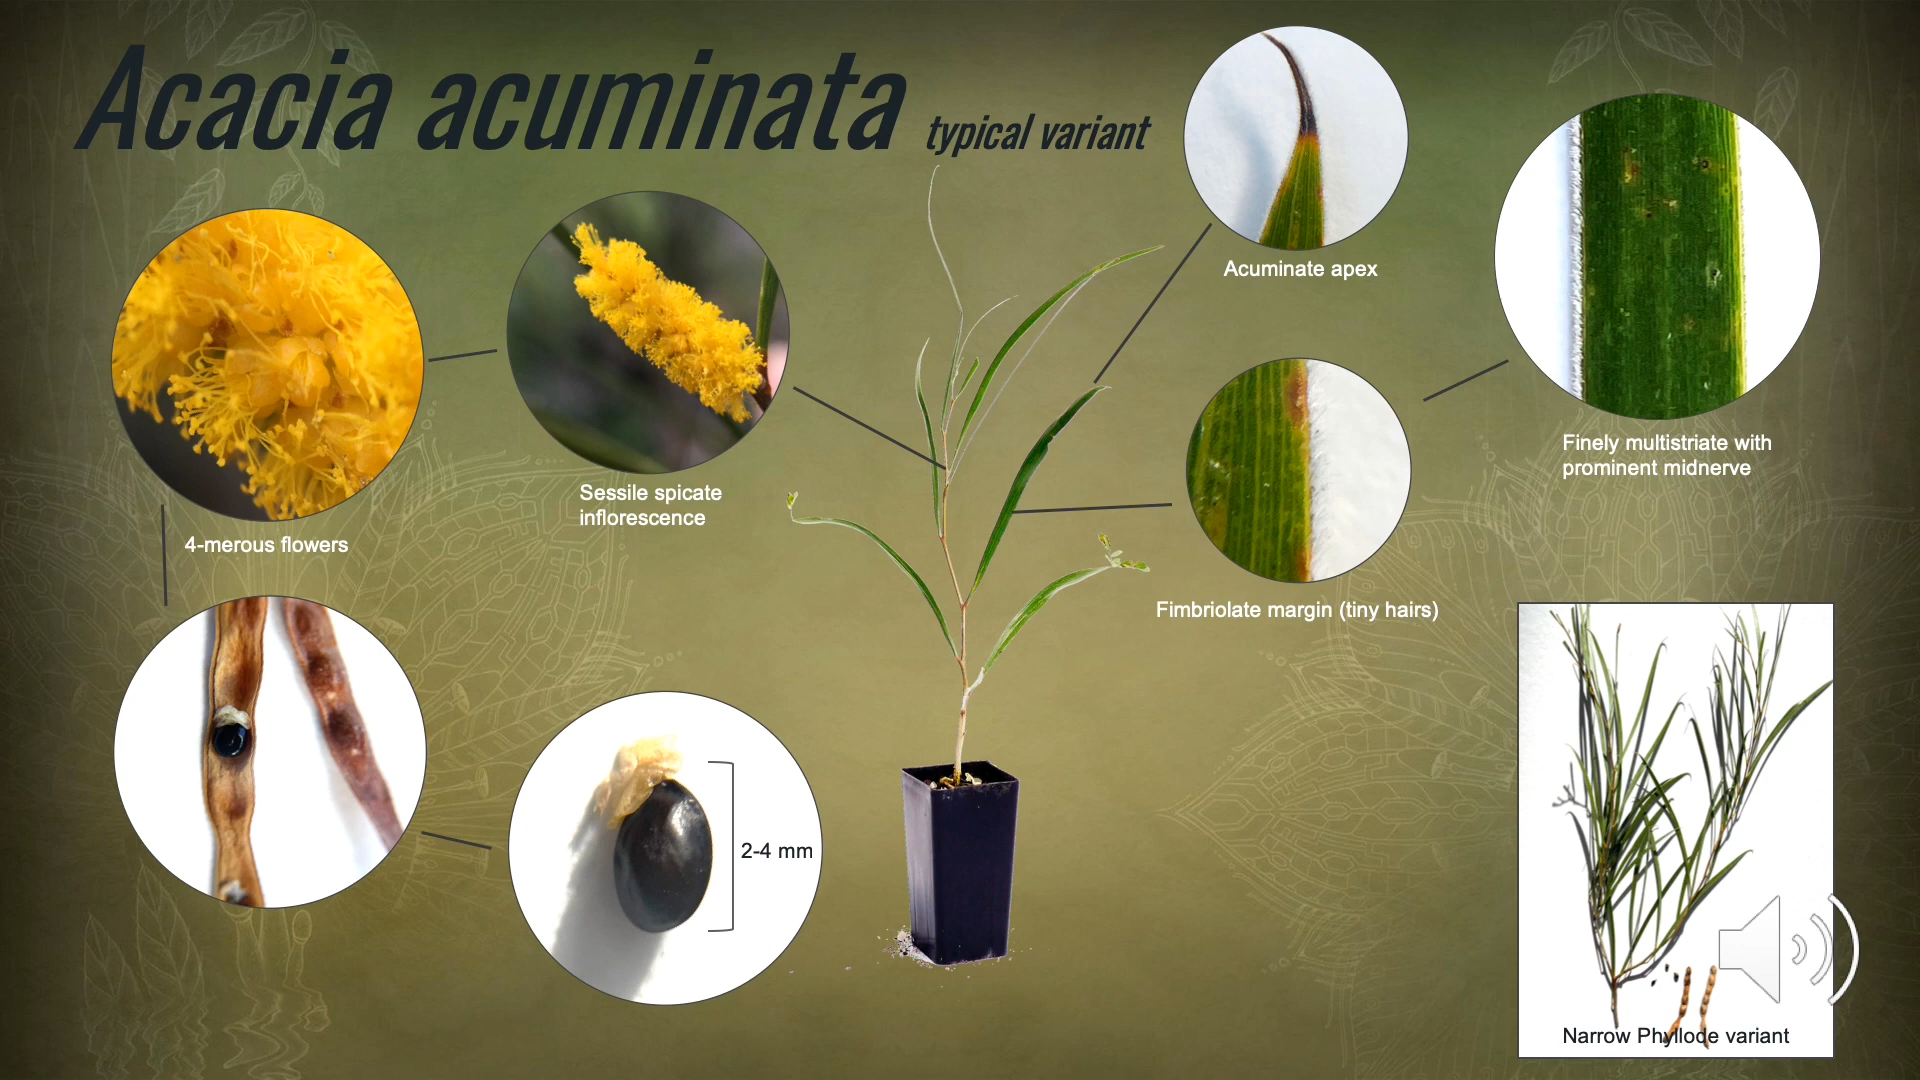 Acacia acuminata typical variant
Acuminate apex
Finely multistriate with
prominent midnerve
Sessile spicate
inflorescence
4-merous flowers
Fimbriolate margin (tiny hairs)
2-4 mm
Narrow Phyllode variant